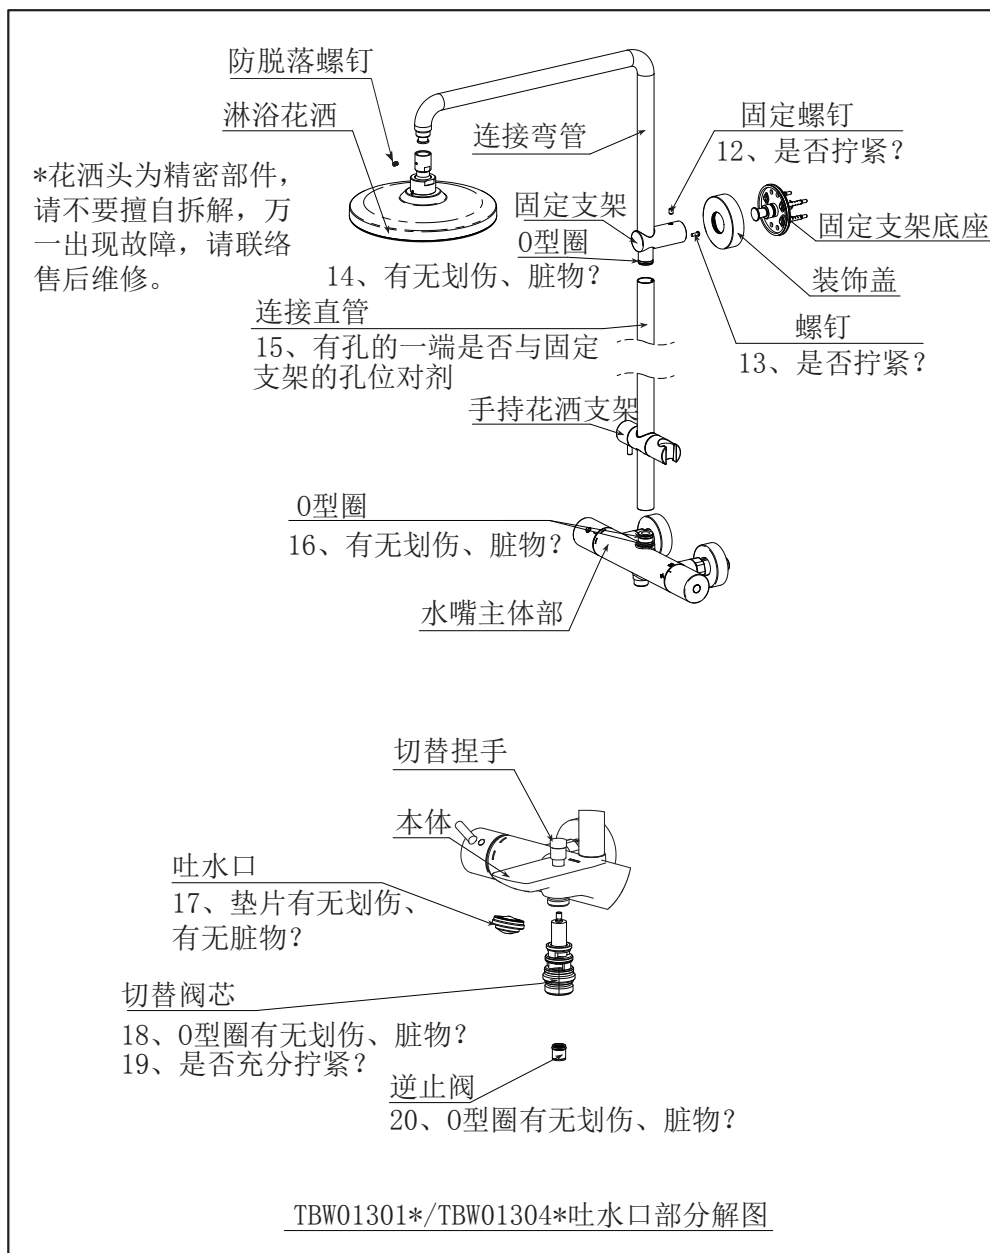 防脱落螺钉
淋浴花洒
*花洒头为精密部件，
请不要擅自拆解，万
一出现故障，请联络
售后维修。
连接弯管
固定螺钉
12、是否拧紧？
固定支架
O型圈
14、有无划伤、脏物？
固定支架底座
装饰盖
螺钉
13、是否拧紧？
连接直管
15、有孔的一端是否与固定
支架的孔位对剂
手持花洒支架
O型圈
16、有无划伤、脏物？
水嘴主体部
切替捏手
本体
吐水口
17、垫片有无划伤、
有无脏物？
切替阀芯
18、O型圈有无划伤、脏物？
19、是否充分拧紧？
逆止阀
20、O型圈有无划伤、脏物？
TBW01301*/TBW01304*吐水口部分解图